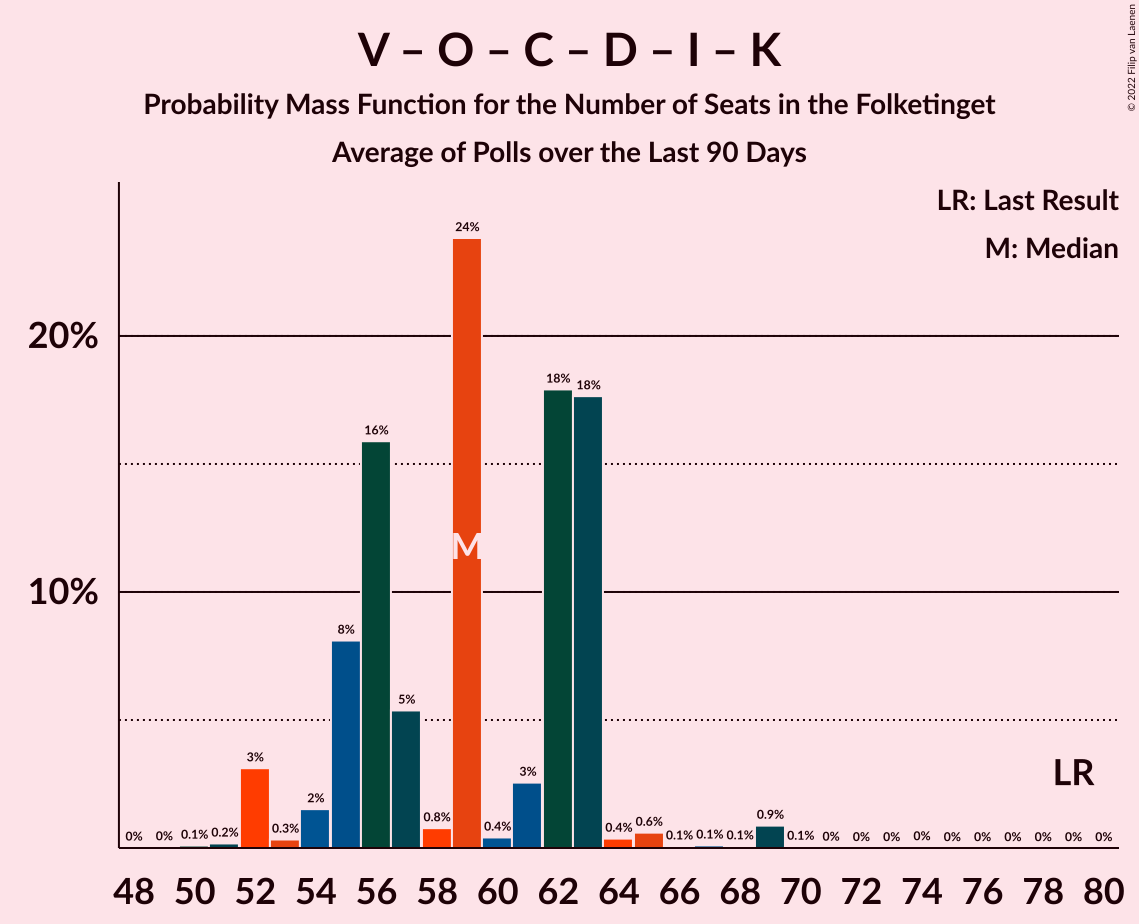 V – O – C – D – I – K
Probability Mass Function for the Number of Seats in the Folketinget
Average of Polls over the Last 90 Days
© 2022 Filip van Laenen
LR: Last Result
M: Median
20%
10%
0% 0% 0.1% 0.2% 3% 0.3% 2% 8% 16% 5% 0.8% 24% 0.4% 3% 18% 18% 0.4% 0.6% 0.1% 0.1% 0.1% 0.9% 0.1% 0% 0% 0% 0% 0% 0% 0% 0% 0% 0%
M
LR
48 50 52 54 56 58 60 62 64 66 68 70 72 74 76 78 80